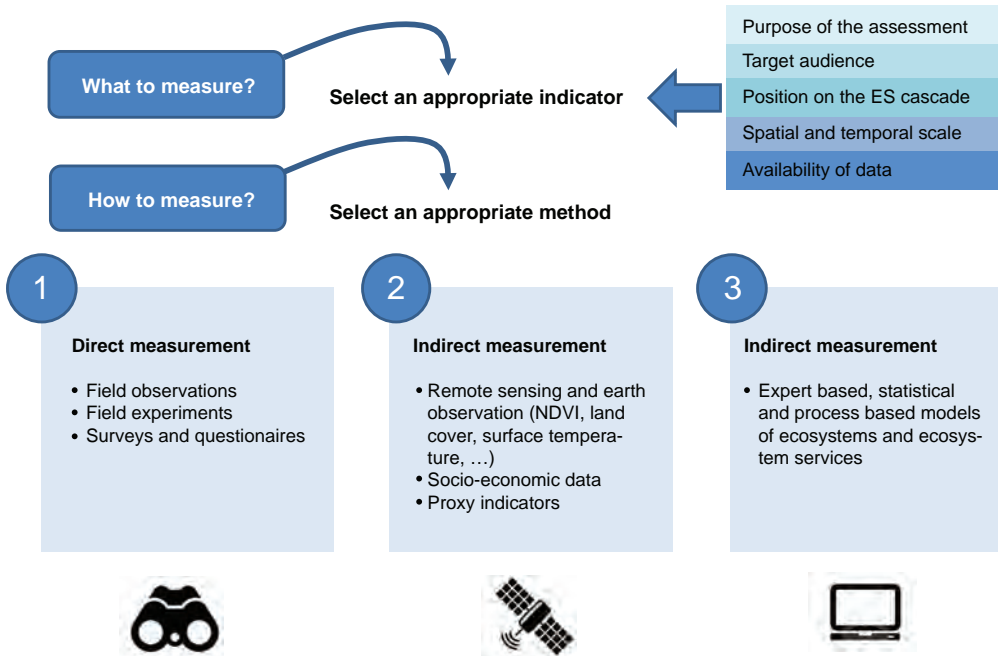 What to measure?
Select an appropriate indicator
Purpose of the assessment
Target audience
Position on the ES cascade
Spatial and temporal scale
Availability of data
How to measure?
Select an appropriate method
1
Direct measurement
• Field observations
• Field experiments
• Surveys and questionaires
2
Indirect measurement
• Remote sensing and earth
observation (NDVI, land
cover, surface tempera-
ture, …)
• Socio-economic data
• Proxy indicators
3
Indirect measurement
• Expert based, statistical
and process based models
of ecosystems and ecosys-
tem services